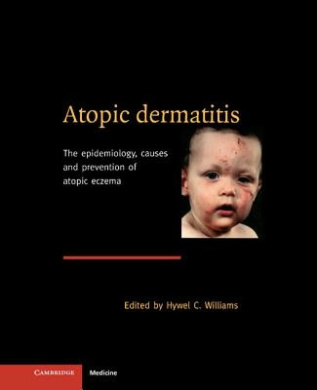 Atopic dermatitis
The epidemiology, causes
and prevention of
atopic eczema
Edited by Hywel C. Williams
CAMBRIDGE Medicine